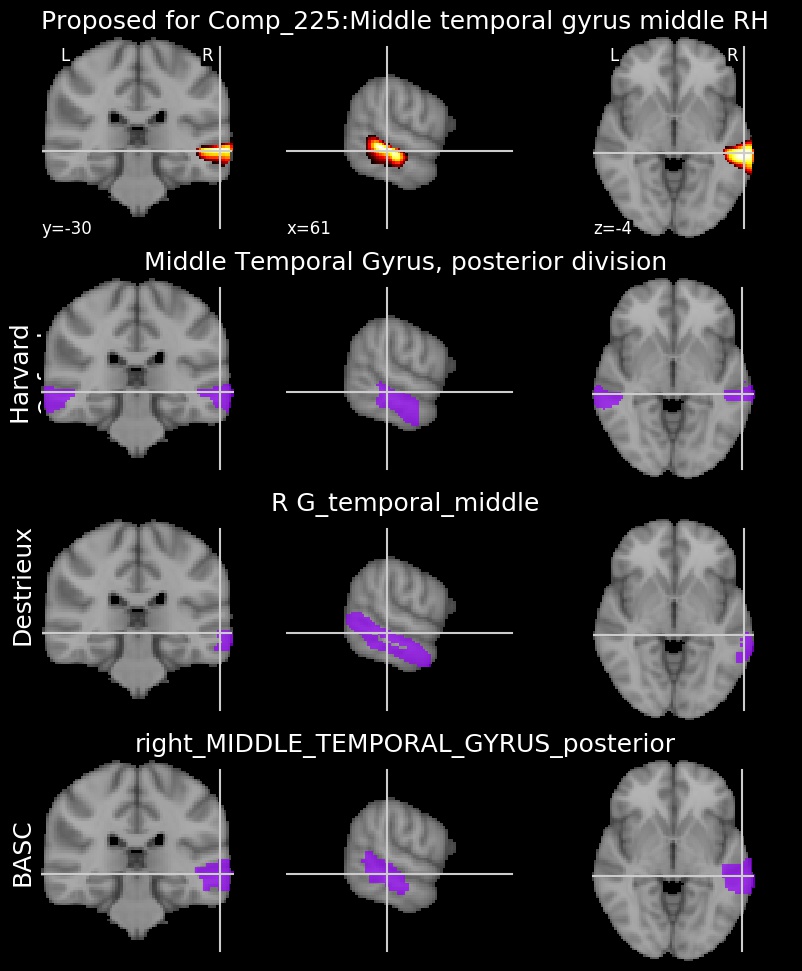 Proposed for Comp_225:Middle temporal gyrus middle RH
L R L R
y=-30 x=61 z=-4
Middle Temporal Gyrus, posterior division
Harvard
R G_temporal_middle
Destrieux
right_MIDDLE_TEMPORAL_GYRUS_posterior
BASC